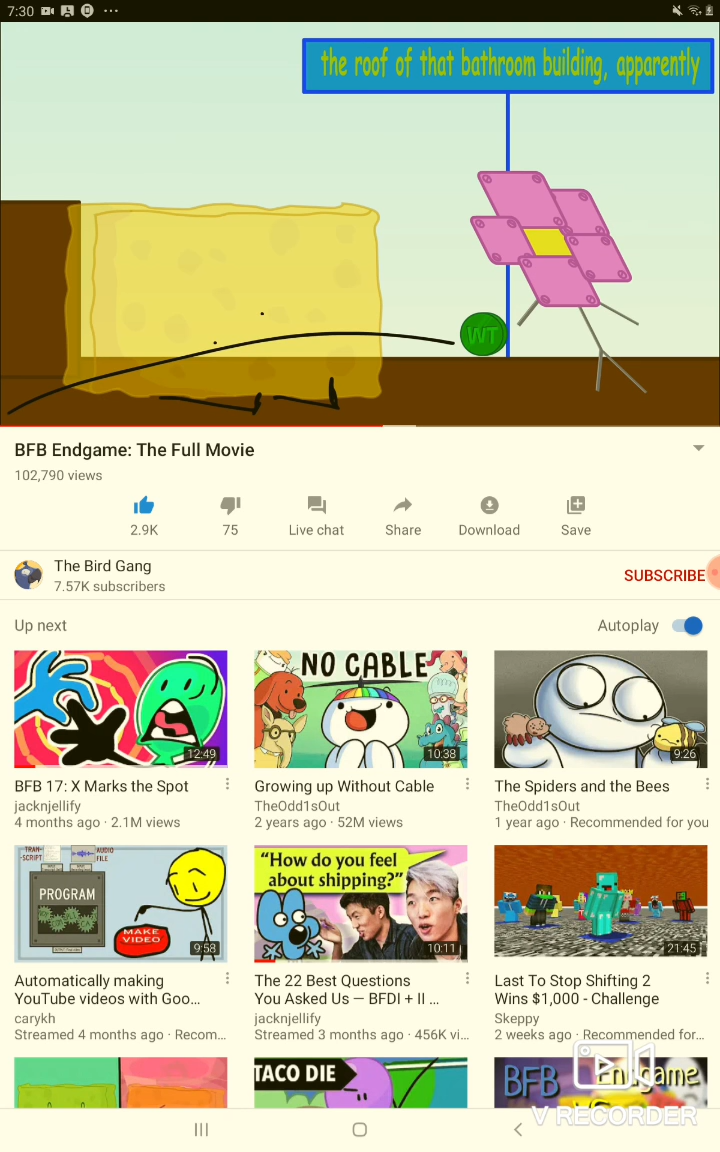 7:30
the roof of that bathroom building, apparently
WT
BFB Endgame: The Full Movie
102,790 views
2.9K
75
Live chat
Share
Download
Save
The Bird Gang
7.57K subscribers
SUBSCRIBE
Up next
Autoplay
12:49
NO CABLE
10:38
9:26
BFB 17: X Marks the Spot
jacknjellify
4 months ago · 2.1M views
Growing up Without Cable
TheOdd1sOut
2 years ago · 52M views
The Spiders and the Bees
TheOdd1sOut
1 year ago · Recommended for you
TRAN-
-SCRIPT
AUDIO
FILE
PROGRAM
MAKE
VIDEO
9:58
"How do you feel
about shipping?"
10:11
21:45
Automatically making
YouTube videos with Goo...
carykh
Streamed 4 months ago · Recom...
The 22 Best Questions
You Asked Us — BFDI + II ...
jacknjellify
Streamed 3 months ago · 456K vi...
Last To Stop Shifting 2
Wins $1,000 - Challenge
Skeppy
2 weeks ago · Recommended for...
TACO DIE
BFB Endgame
V RECORDER